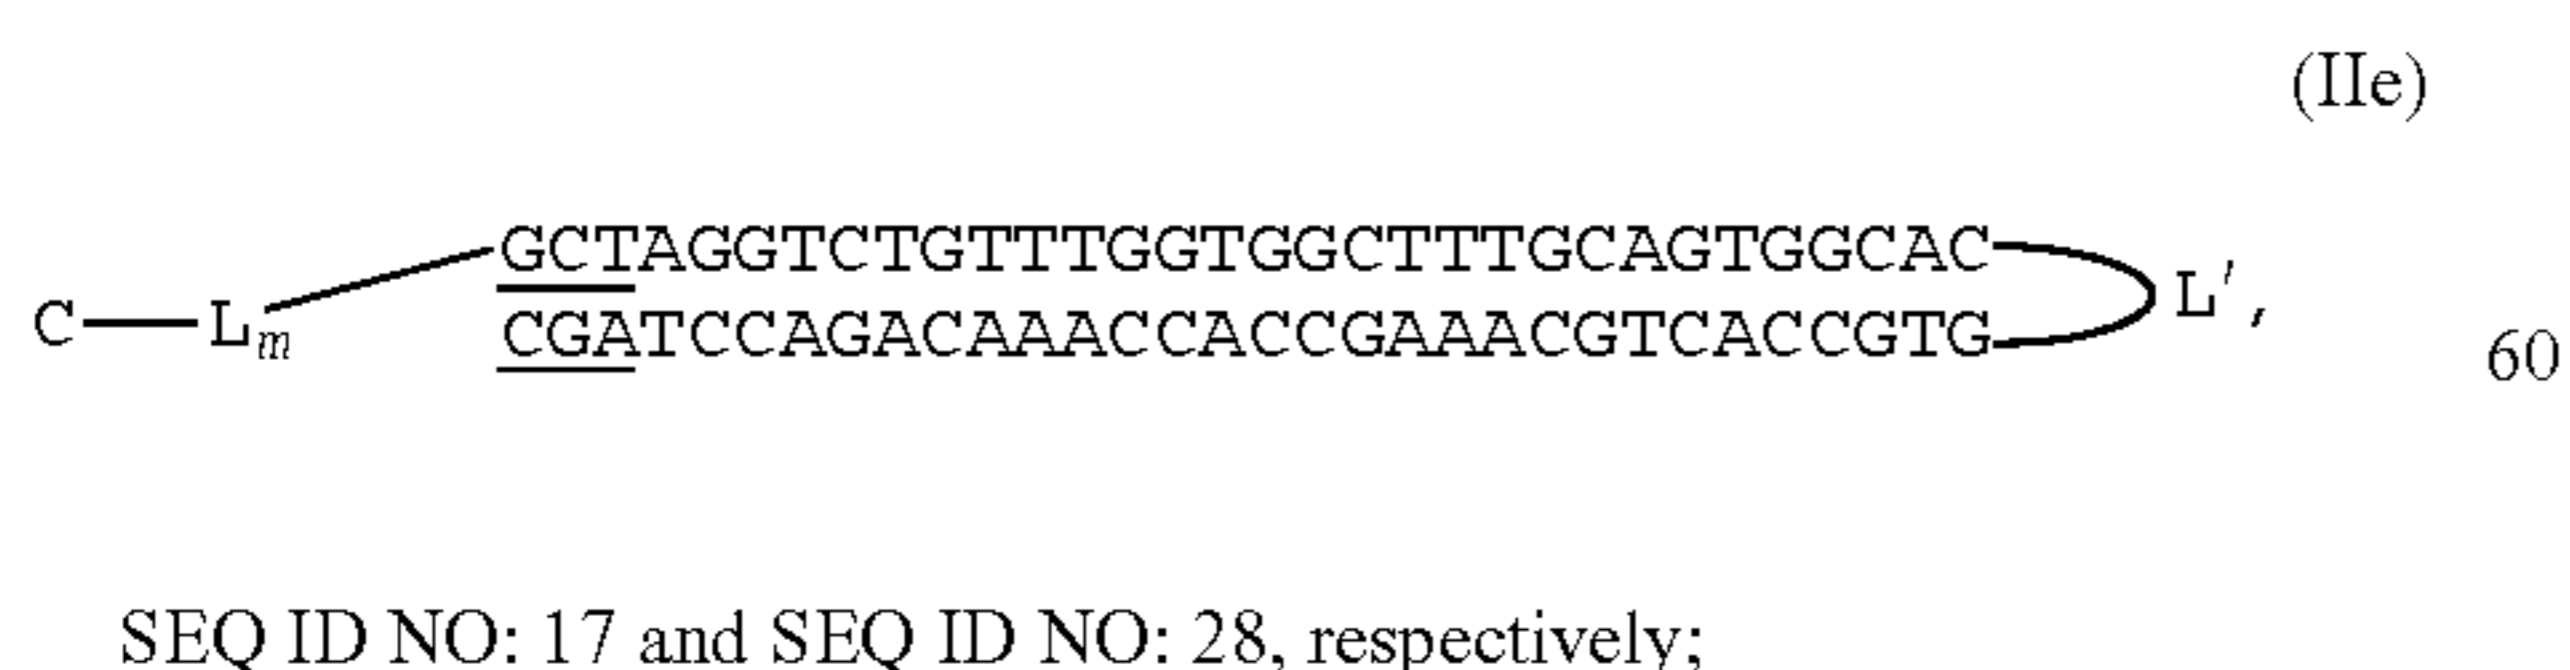 (IIe)
GCTAGGTCTGTTTGGTGGCTTTGCAGTGGCAC
C—Lm L′,
CGATCCAGACAAACCACCGAAACGTCACCGTG
60
SEQ ID NO: 17 and SEQ ID NO: 28, respectively;